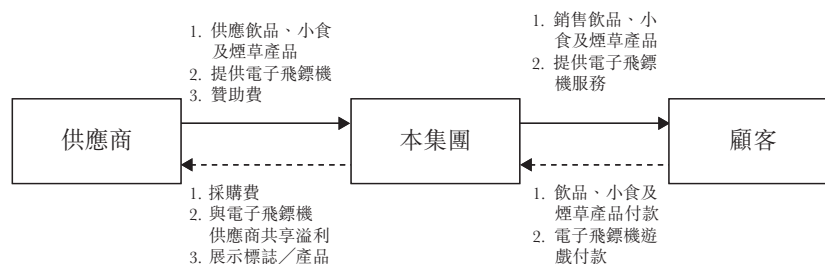 1. 供應飲品、小食
及煙草產品
2. 提供電子飛鏢機
3. 贊助費
1. 銷售飲品、小
食及煙草產品
2. 提供電子飛鏢
機服務
供應商
本集團
顧客
1. 採購費
2. 與電子飛鏢機
供應商共享溢利
3. 展示標誌／產品
1. 飲品、小食及
煙草產品付款
2. 電子飛鏢機遊
戲付款